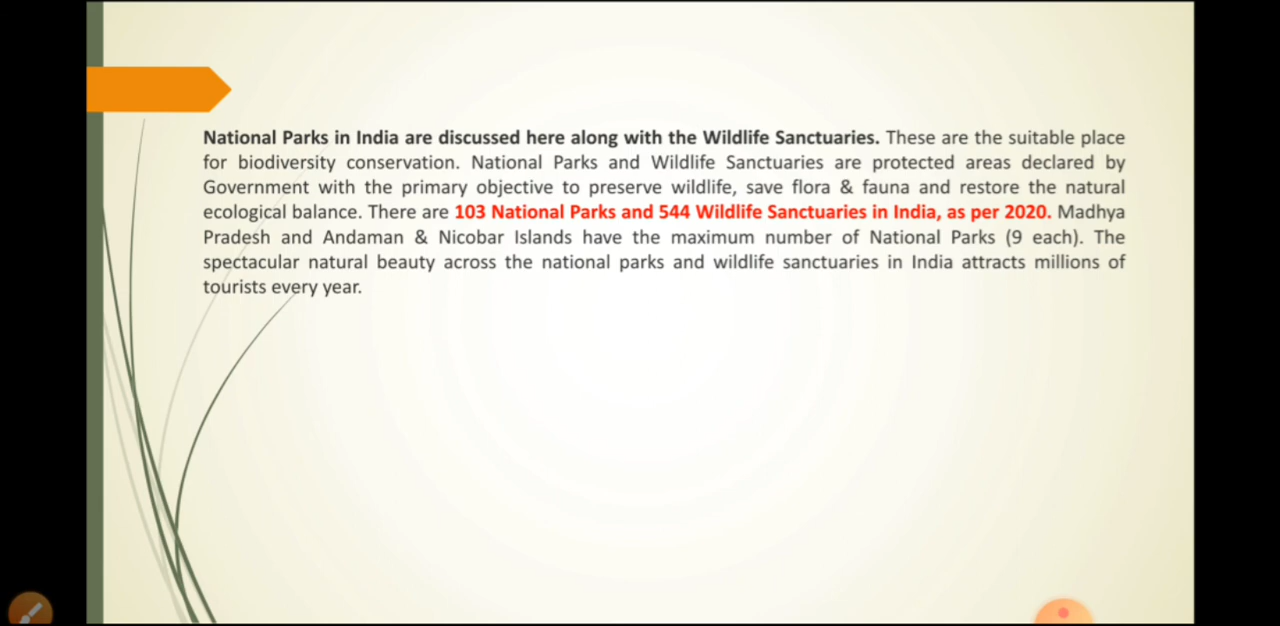 National Parks in India are discussed here along with the Wildlife Sanctuaries. These are the suitable place
for biodiversity conservation. National Parks and Wildlife Sanctuaries are protected areas declared by
Government with the primary objective to preserve wildlife, save flora & fauna and restore the natural
ecological balance. There are 103 National Parks and 544 Wildlife Sanctuaries in India, as per 2020. Madhya
Pradesh and Andaman & Nicobar Islands have the maximum number of National Parks (9 each). The
spectacular natural beauty across the national parks and wildlife sanctuaries in India attracts millions of
tourists every year.